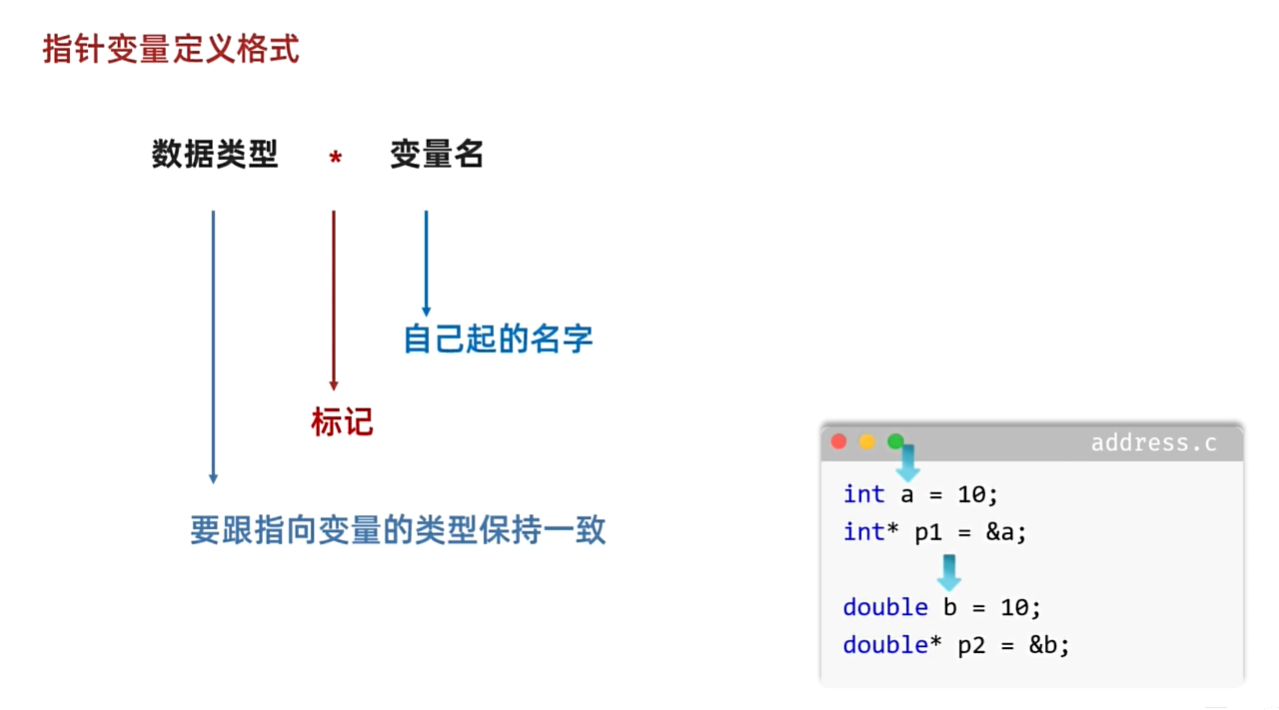 指针变量定义格式
数据类型 * 变量名
自己起的名字
标记
要跟指向变量的类型保持一致
address.c
int a = 10;
int* p1 = &a;
double b = 10;
double* p2 = &b;